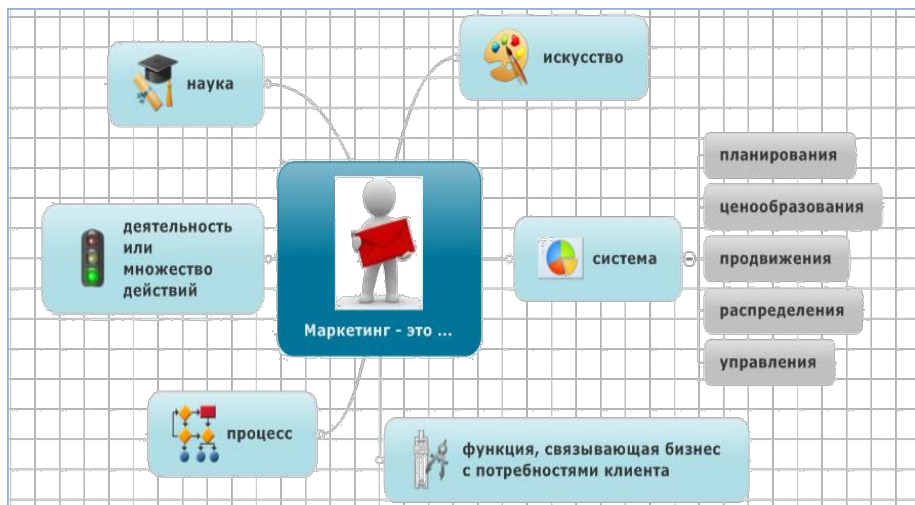 искусство
наука
планирования
ценообразования
деятельность
или
множество
действий
система
продвижения
распределения
Маркетинг - это ...
управления
процесс
функция, связывающая бизнес
с потребностями клиента